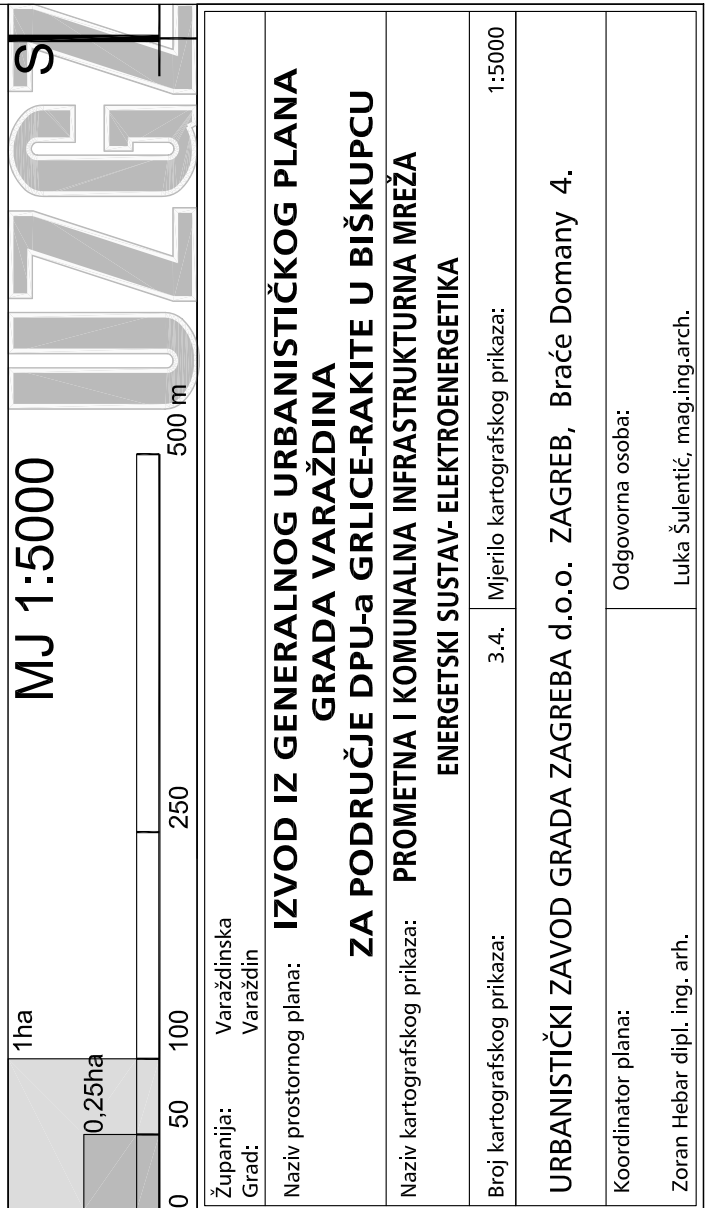 MJ 1:5000
S
UZGZ
1ha
0,25ha
0 50 100 250 500 m
Županija: Varaždinska
Grad: Varaždin
Naziv prostornog plana: IZVOD IZ GENERALNOG URBANISTIČKOG PLANA
GRADA VARAŽDINA
ZA PODRUČJE DPU-a GRLICE-RAKITE U BIŠKUPCU
Naziv kartografskog prikaza: PROMETNA I KOMUNALNA INFRASTRUKTURNA MREŽA
ENERGETSKI SUSTAV- ELEKTROENERGETIKA
Broj kartografskog prikaza: 3.4. Mjerilo kartografskog prikaza: 1:5000
URBANISTIČKI ZAVOD GRADA ZAGREBA d.o.o. ZAGREB, Braće Domany 4.
Koordinator plana: Odgovorna osoba:
Zoran Hebar dipl. ing. arh. Luka Šulentić, mag.ing.arch.